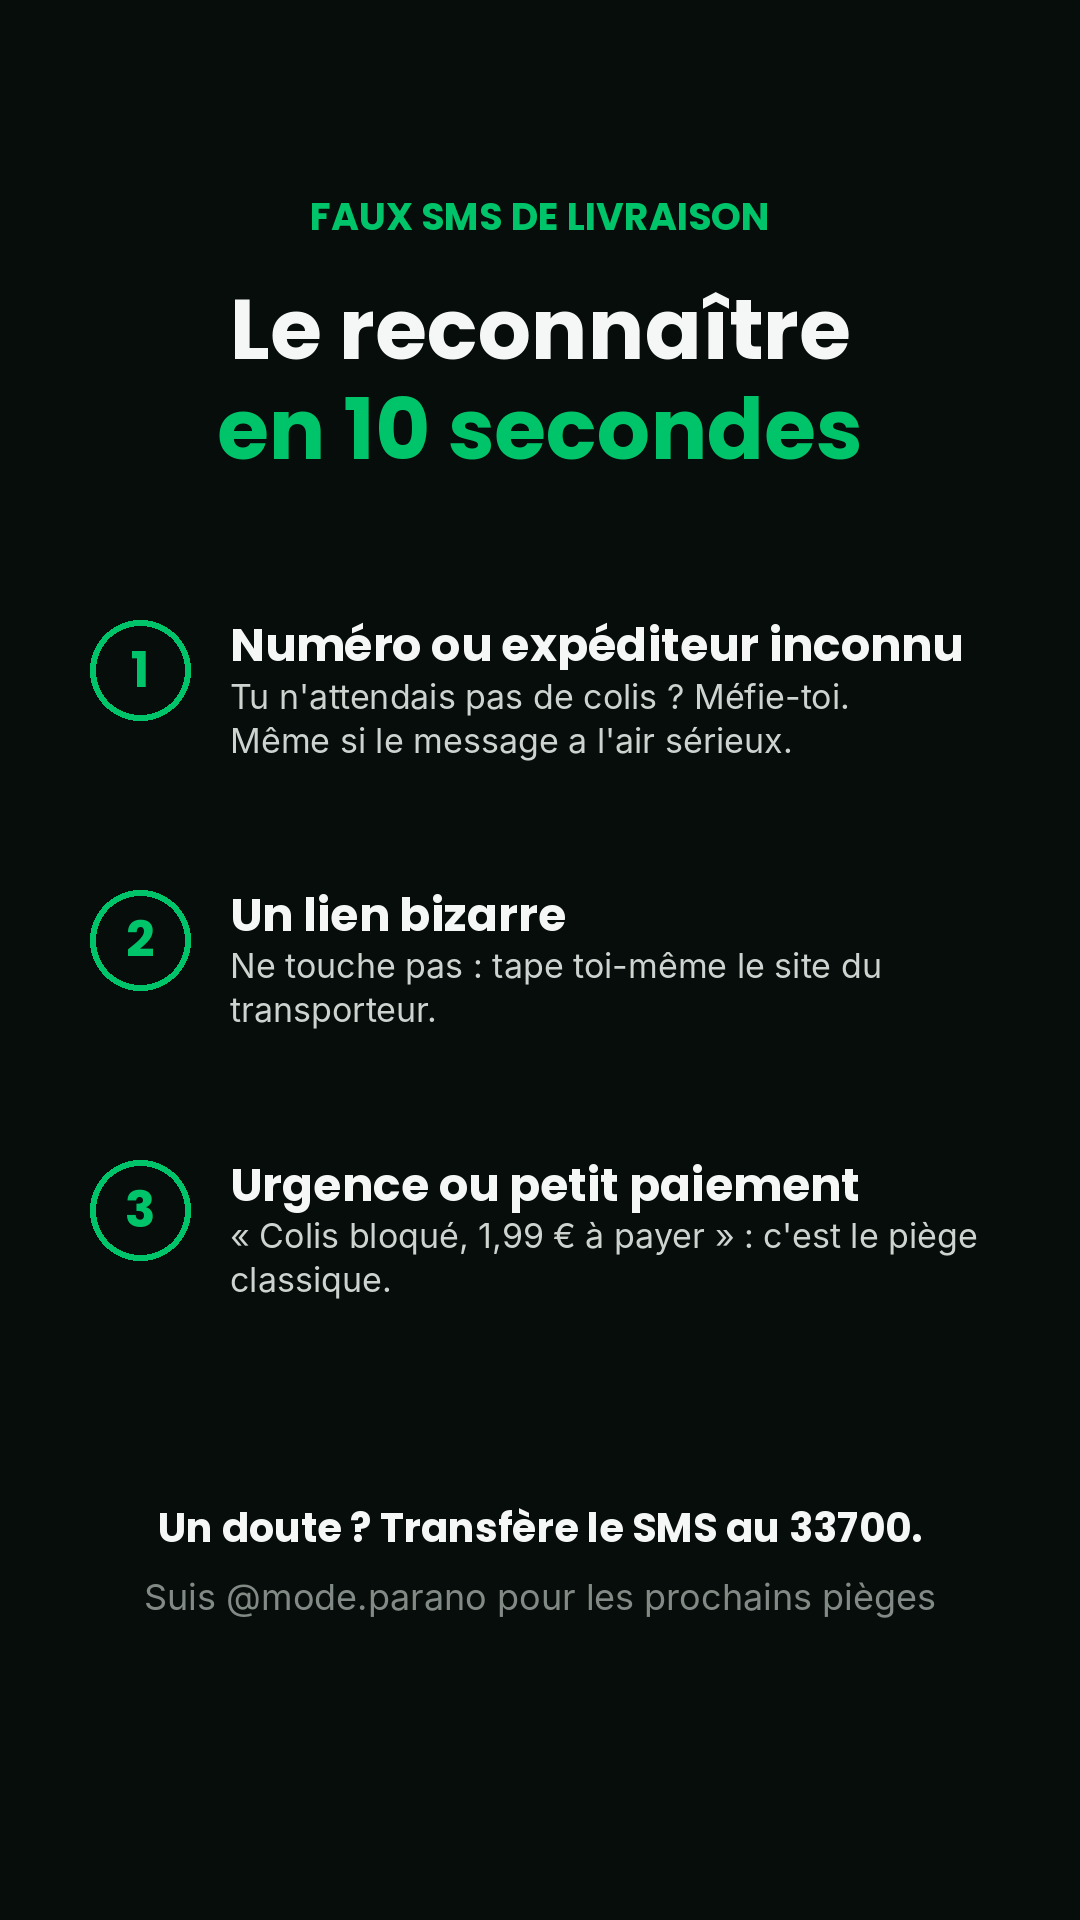 FAUX SMS DE LIVRAISON
Le reconnaître
en 10 secondes
1
Numéro ou expéditeur inconnu
Tu n'attendais pas de colis ? Méfie-toi.
Même si le message a l'air sérieux.
2
Un lien bizarre
Ne touche pas : tape toi-même le site du
transporteur.
3
Urgence ou petit paiement
« Colis bloqué, 1,99 € à payer » : c'est le piège
classique.
Un doute ? Transfère le SMS au 33700.
Suis @mode.parano pour les prochains pièges